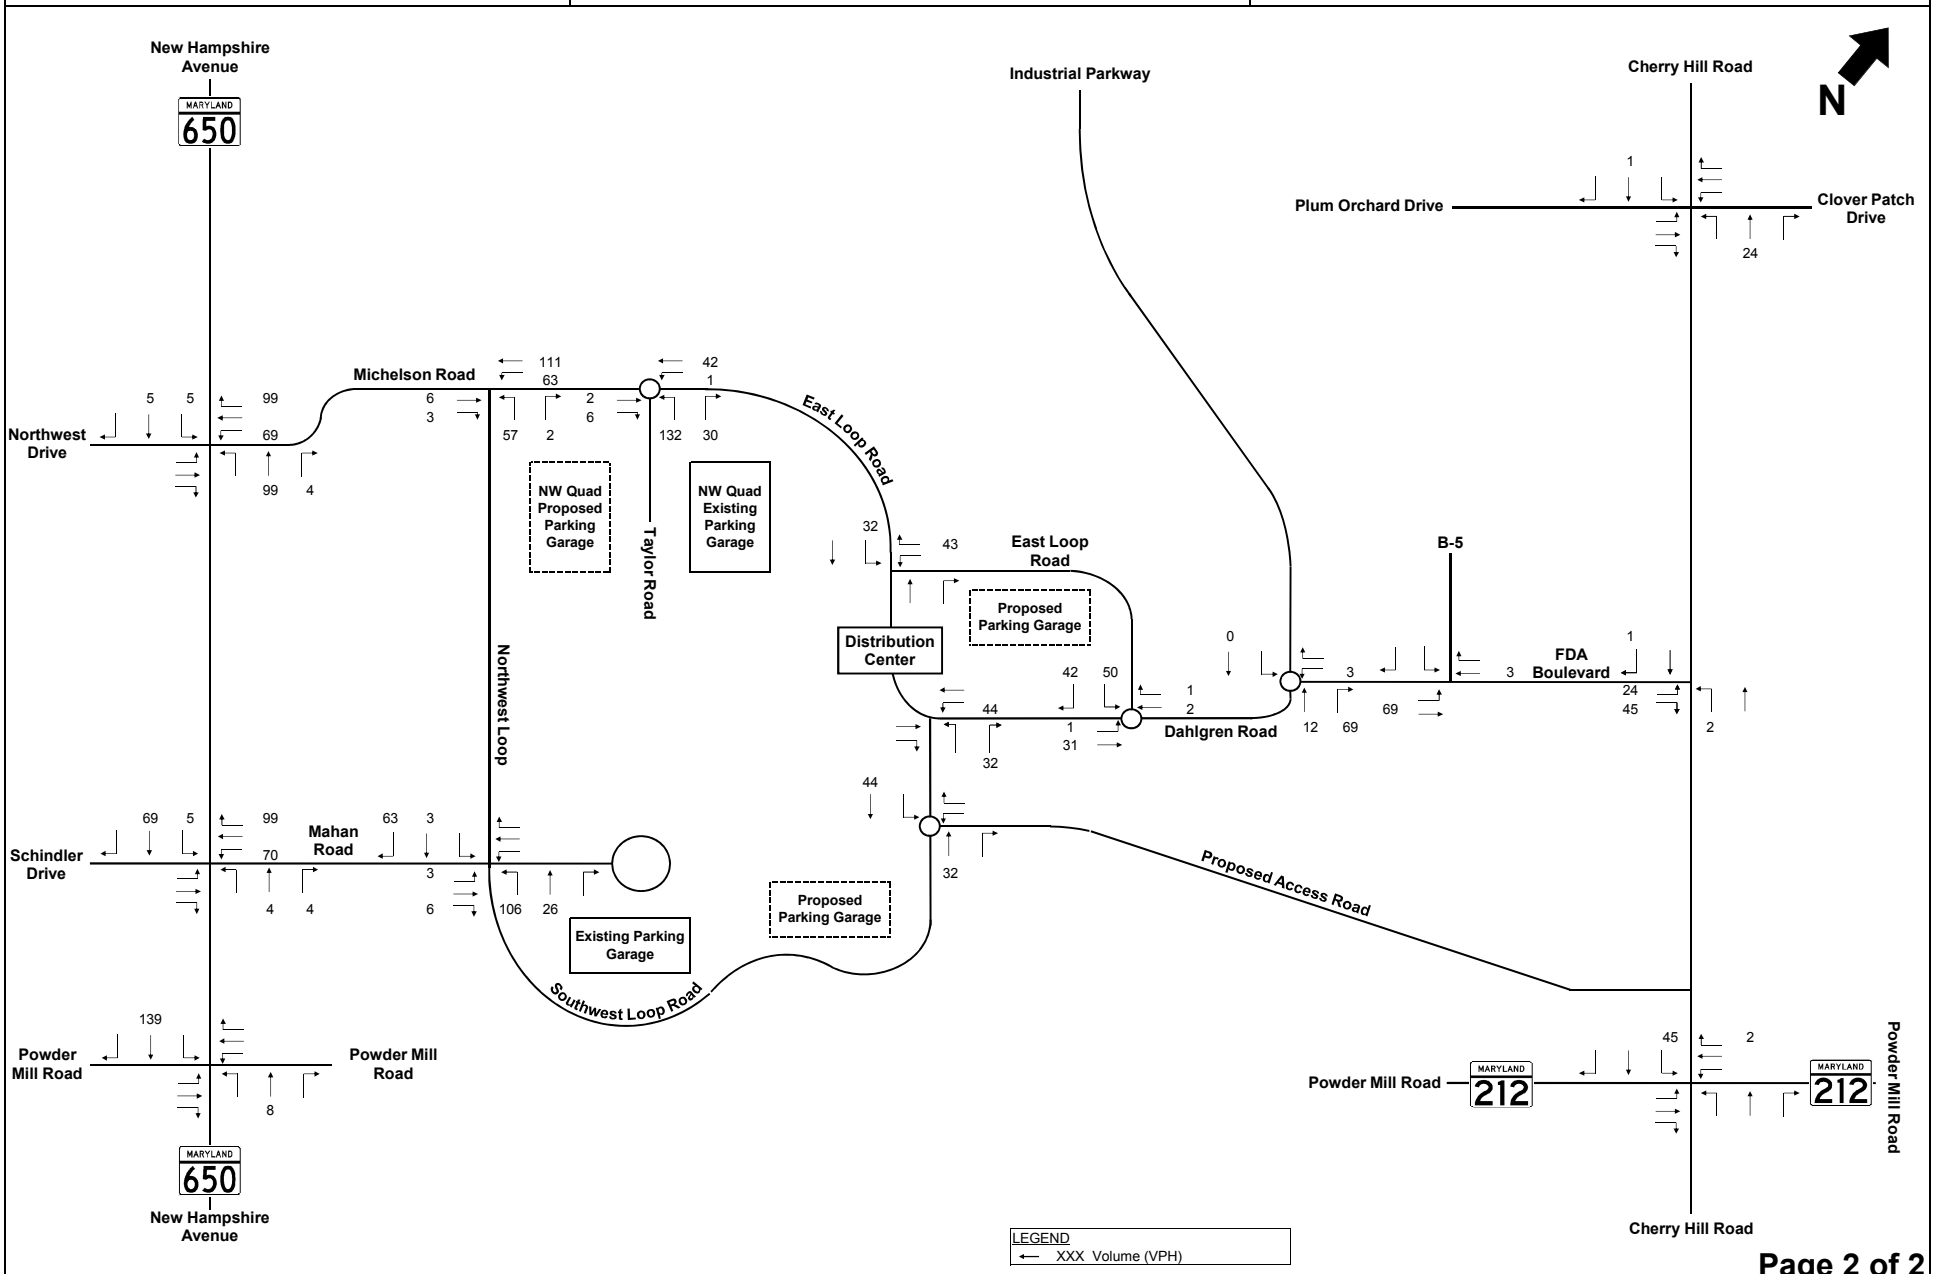 New Hampshire
Avenue
MARYLAND
650
Industrial Parkway
Cherry Hill Road
N
1
Plum Orchard Drive
Clover Patch
Drive
24
Michelson Road
111
63
42
1
6
3
2
6
57
2
132
30
5
5
99
69
Northwest
Drive
99
4
East Loop Road
NW Quad
Proposed
Parking
Garage
NW Quad
Existing
Parking
Garage
Taylor Road
32
43
East Loop
Road
B-5
Proposed
Parking Garage
Distribution
Center
Northwest Loop
42
50
1
2
44
1
31
32
Dahlgren Road
0
3
12
69
69
3
FDA
Boulevard
1
24
45
2
44
32
69
5
99
70
Mahan
Road
63
3
3
6
Schindler
Drive
4
4
106
26
Existing Parking
Garage
Proposed
Parking Garage
Southwest Loop Road
Proposed Access Road
139
Powder
Mill Road
Powder Mill
Road
8
MARYLAND
650
New Hampshire
Avenue
45
2
Powder Mill Road
MARYLAND
212
MARYLAND
212
Powder Mill Road
Cherry Hill Road
LEGEND
XXX Volume (VPH)
Page 2 of 2